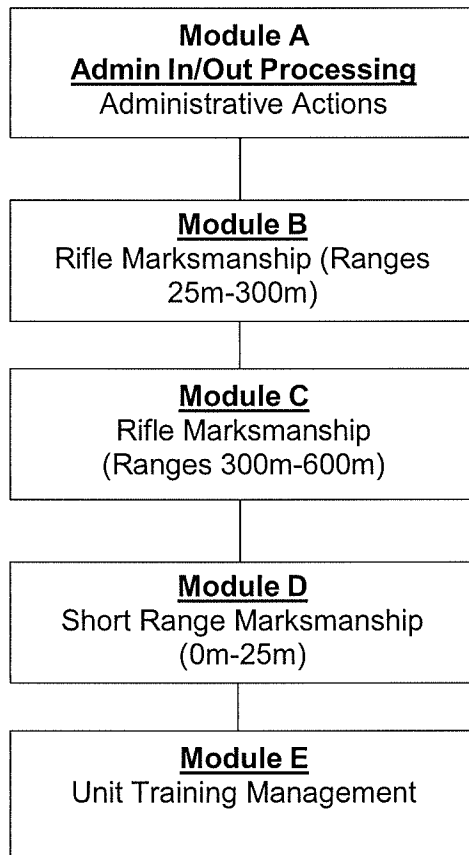 Module A
Admin In/Out Processing
Administrative Actions
Module B
Rifle Marksmanship (Ranges
25m-300m)
Module C
Rifle Marksmanship
(Ranges 300m-600m)
Module D
Short Range Marksmanship
(0m-25m)
Module E
Unit Training Management